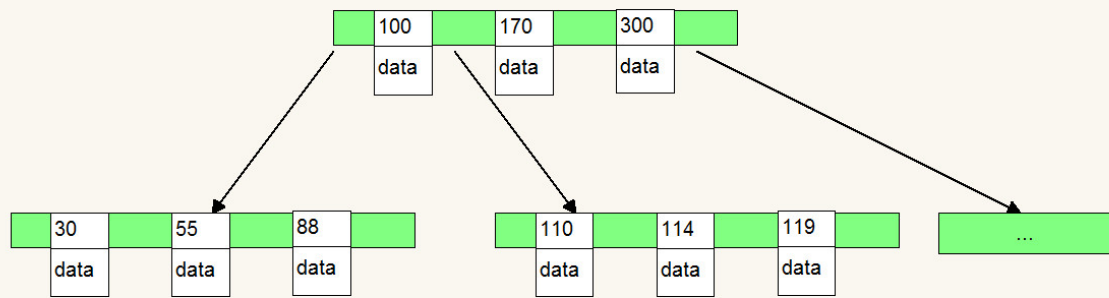 100 170 300
data data data
30 55 88 110 114 119 ...
data data data data data data